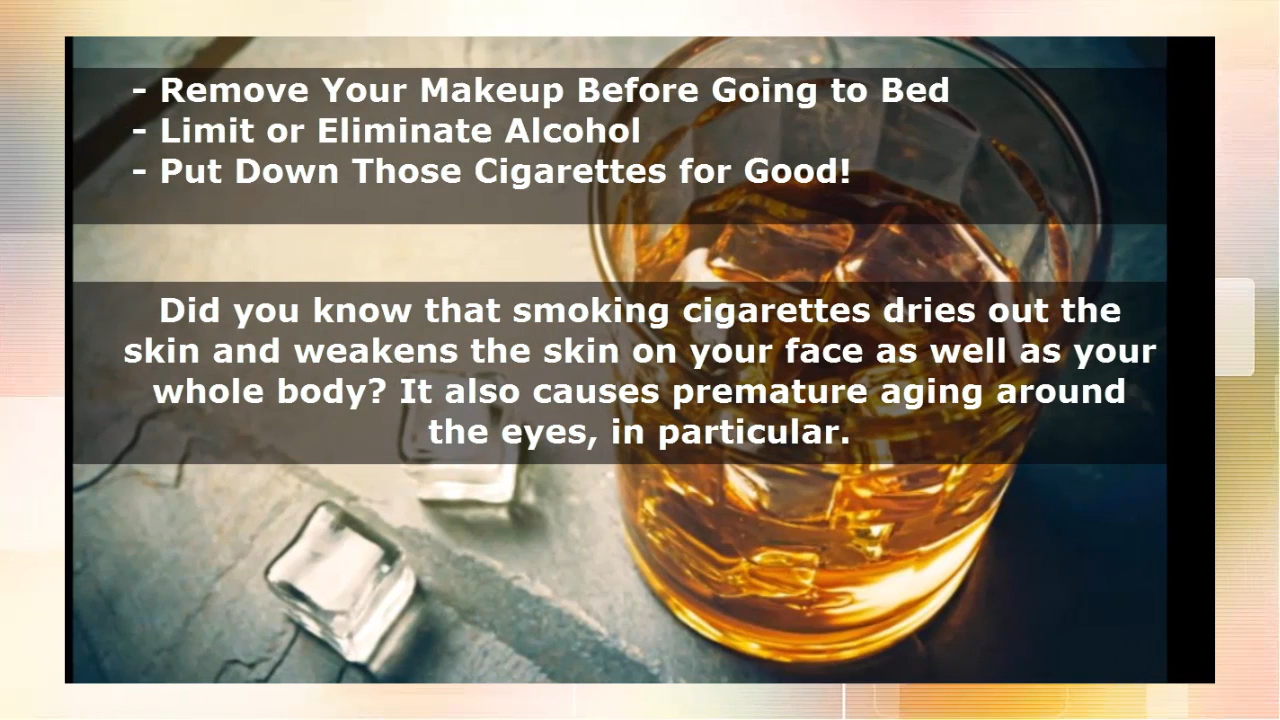 - Remove Your Makeup Before Going to Bed
- Limit or Eliminate Alcohol
- Put Down Those Cigarettes for Good!
Did you know that smoking cigarettes dries out the
skin and weakens the skin on your face as well as your
whole body? It also causes premature aging around
the eyes, in particular.